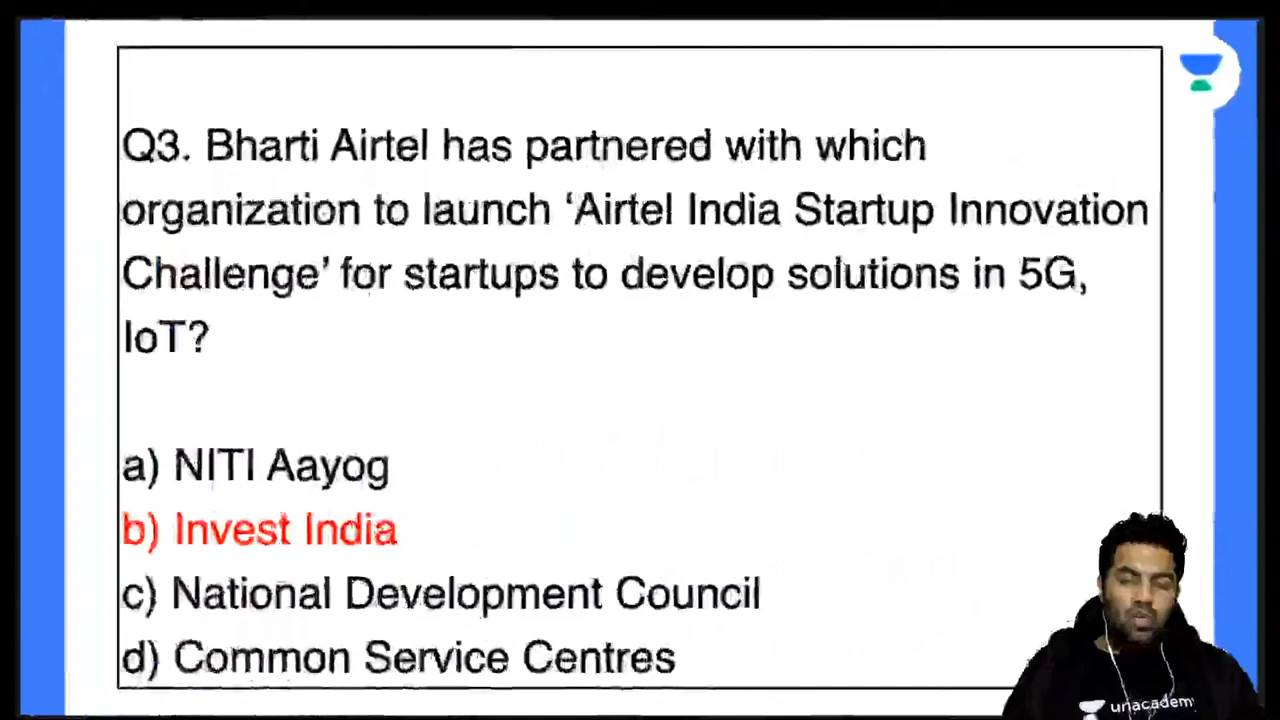 Q3. Bharti Airtel has partnered with which
organization to launch ‘Airtel India Startup Innovation
Challenge’ for startups to develop solutions in 5G,
IoT?
a) NITI Aayog
b) Invest India
c) National Development Council
d) Common Service Centres
unacademy